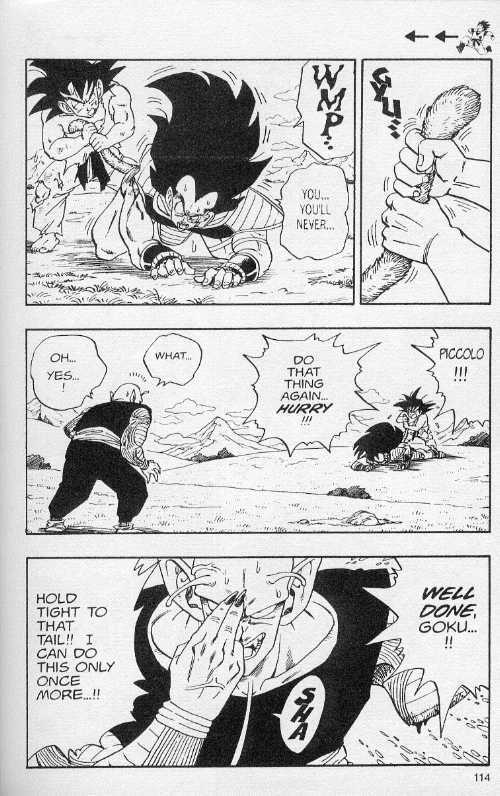 GYU...
WMP...
YOU...
YOU'LL
NEVER...
PICCOLO
!!!
DO
THAT
THING
AGAIN...
HURRY
!!!
WHAT...
OH...
YES...
!
WELL
DONE,
GOKU...
!!
SHA
HOLD
TIGHT TO
THAT
TAIL!! I
CAN DO
THIS ONLY
ONCE
MORE...!!
114